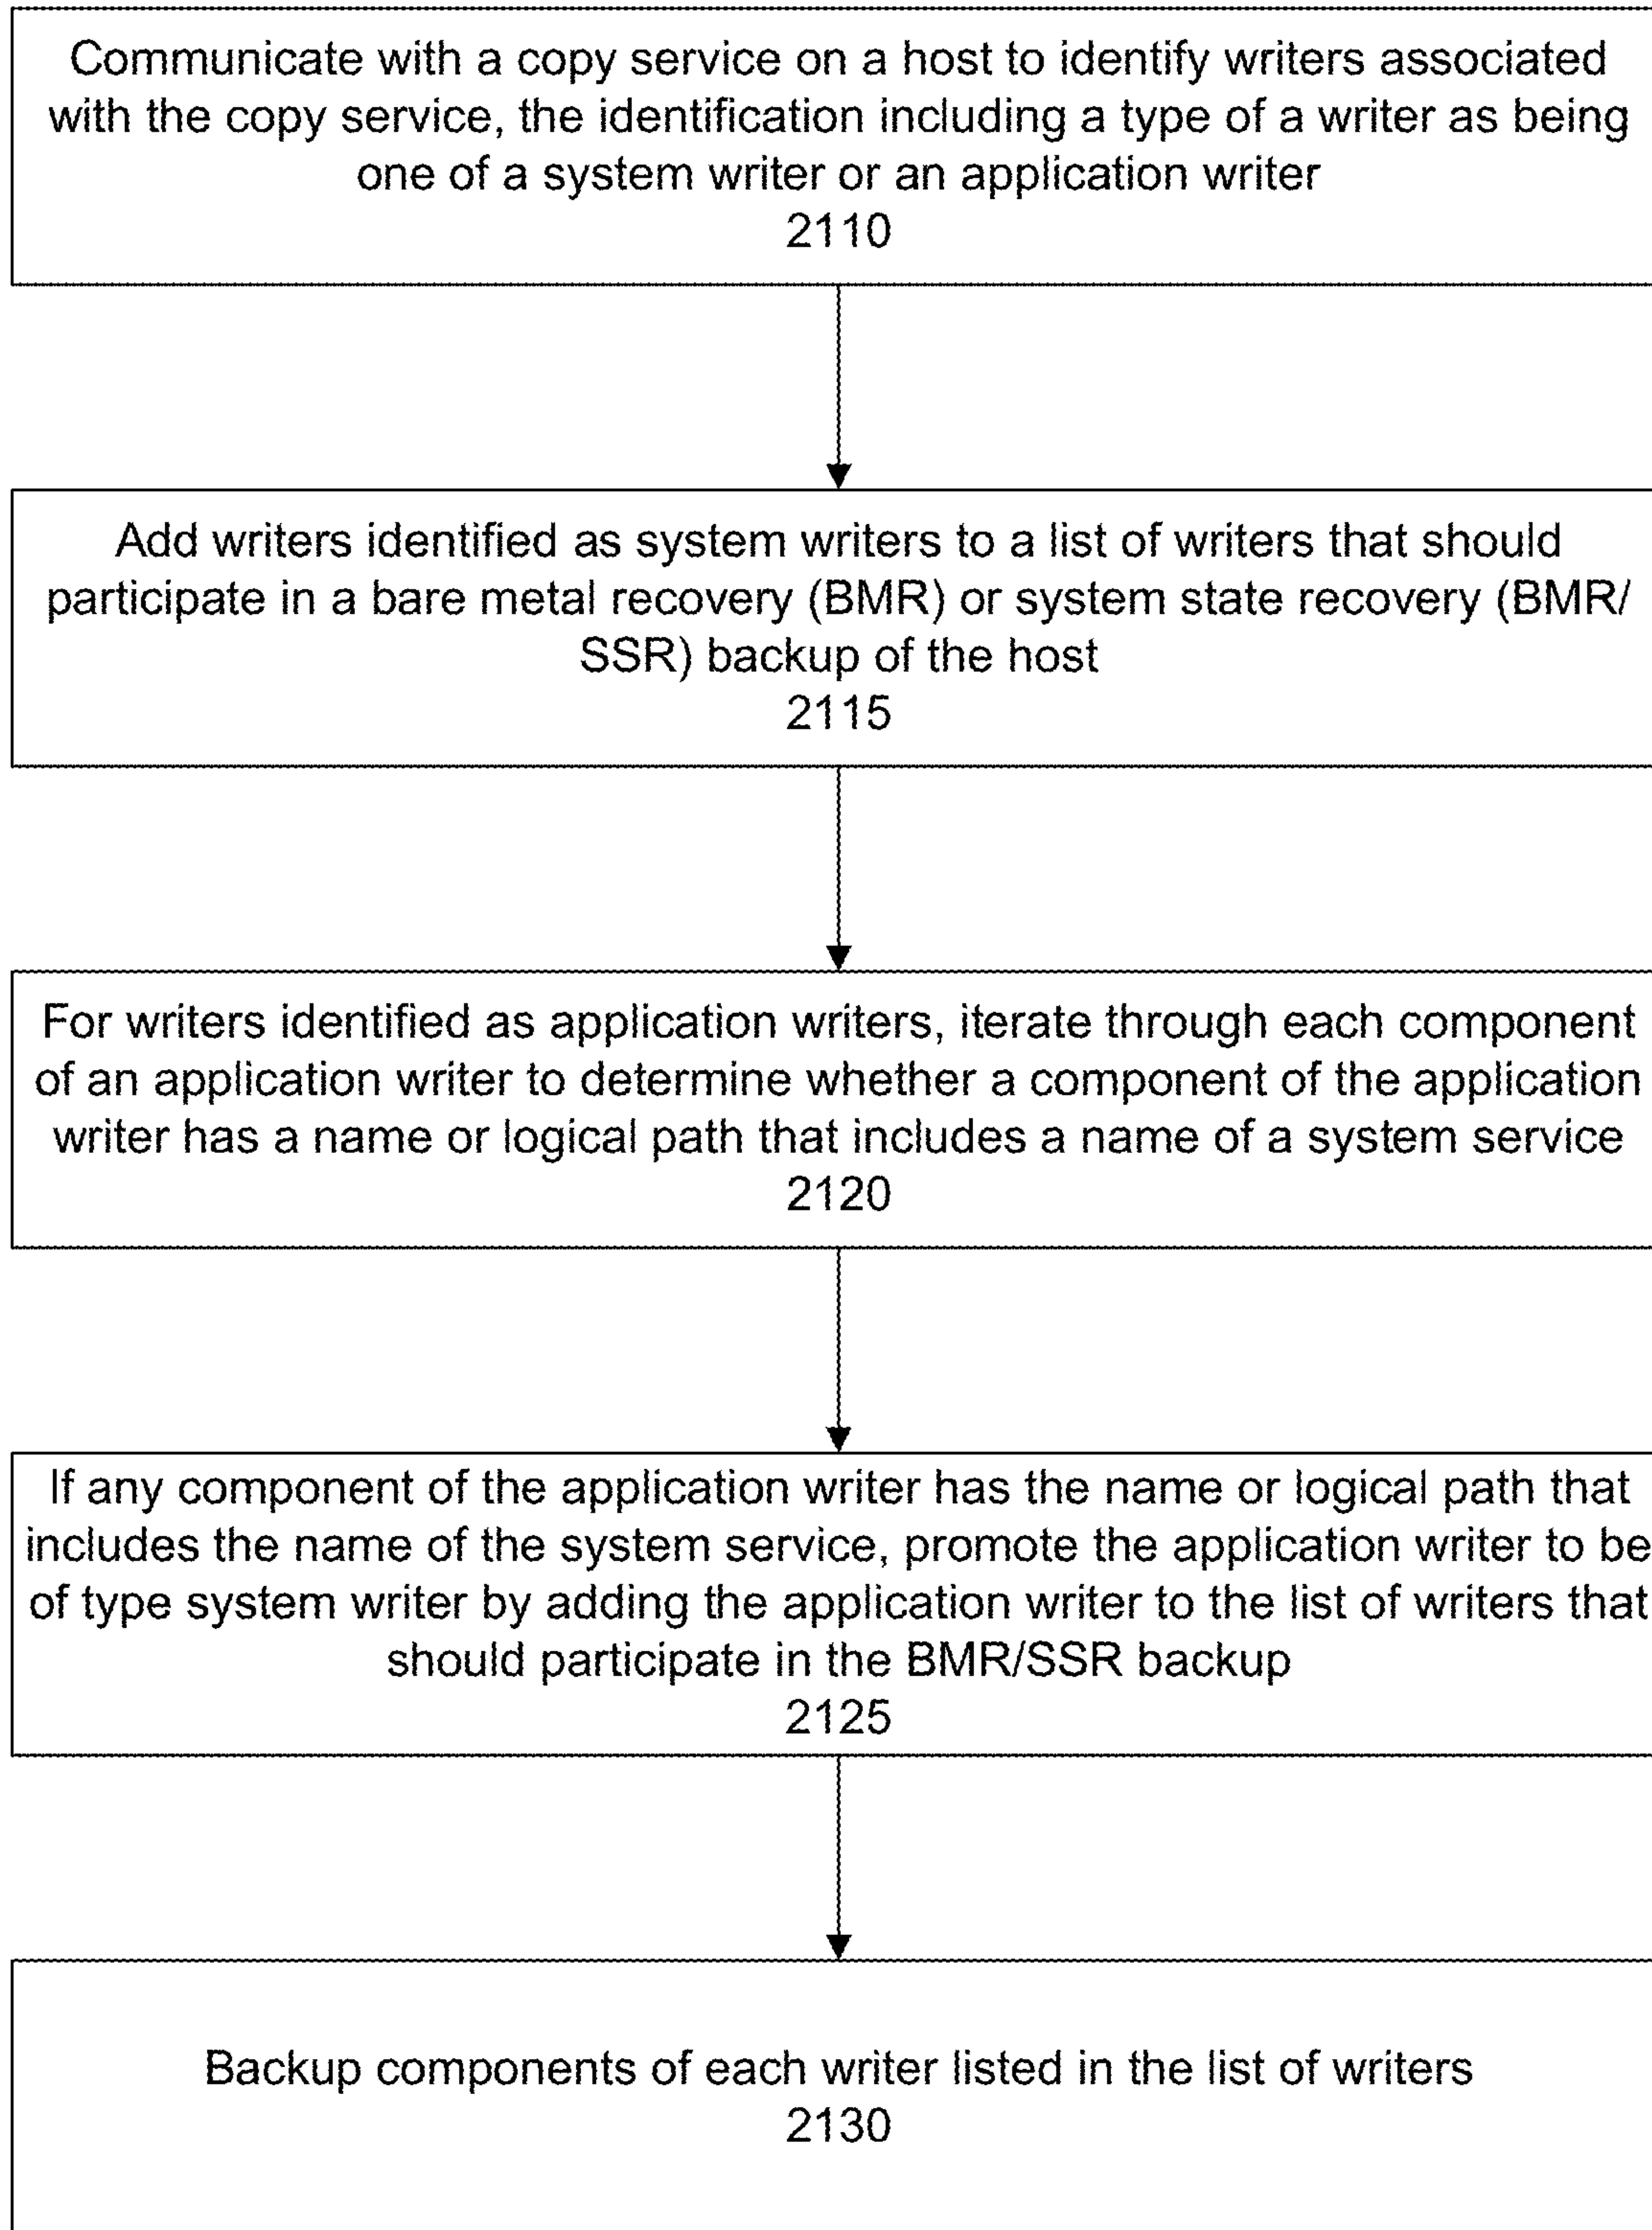 Communicate with a copy service on a host to identify writers associated
with the copy service, the identification including a type of a writer as being
one of a system writer or an application writer
2110
Add writers identified as system writers to a list of writers that should
participate in a bare metal recovery (BMR) or system state recovery (BMR/
SSR) backup of the host
2115
For writers identified as application writers, iterate through each component
of an application writer to determine whether a component of the application
writer has a name or logical path that includes a name of a system service
2120
If any component of the application writer has the name or logical path that
includes the name of the system service, promote the application writer to be
of type system writer by adding the application writer to the list of writers that
should participate in the BMR/SSR backup
2125
Backup components of each writer listed in the list of writers
2130